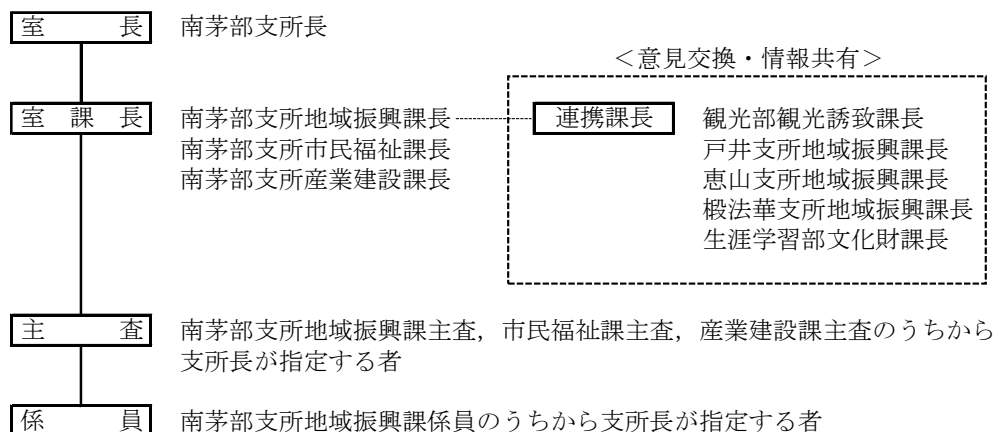 室長 南茅部支所長
＜意見交換・情報共有＞
室課長 南茅部支所地域振興課長 連携課長 観光部観光誘致課長
南茅部支所市民福祉課長 戸井支所地域振興課長
南茅部支所産業建設課長 恵山支所地域振興課長
椴法華支所地域振興課長
生涯学習部文化財課長
主査 南茅部支所地域振興課主査，市民福祉課主査，産業建設課主査のうちから
支所長が指定する者
係員 南茅部支所地域振興課係員のうちから支所長が指定する者